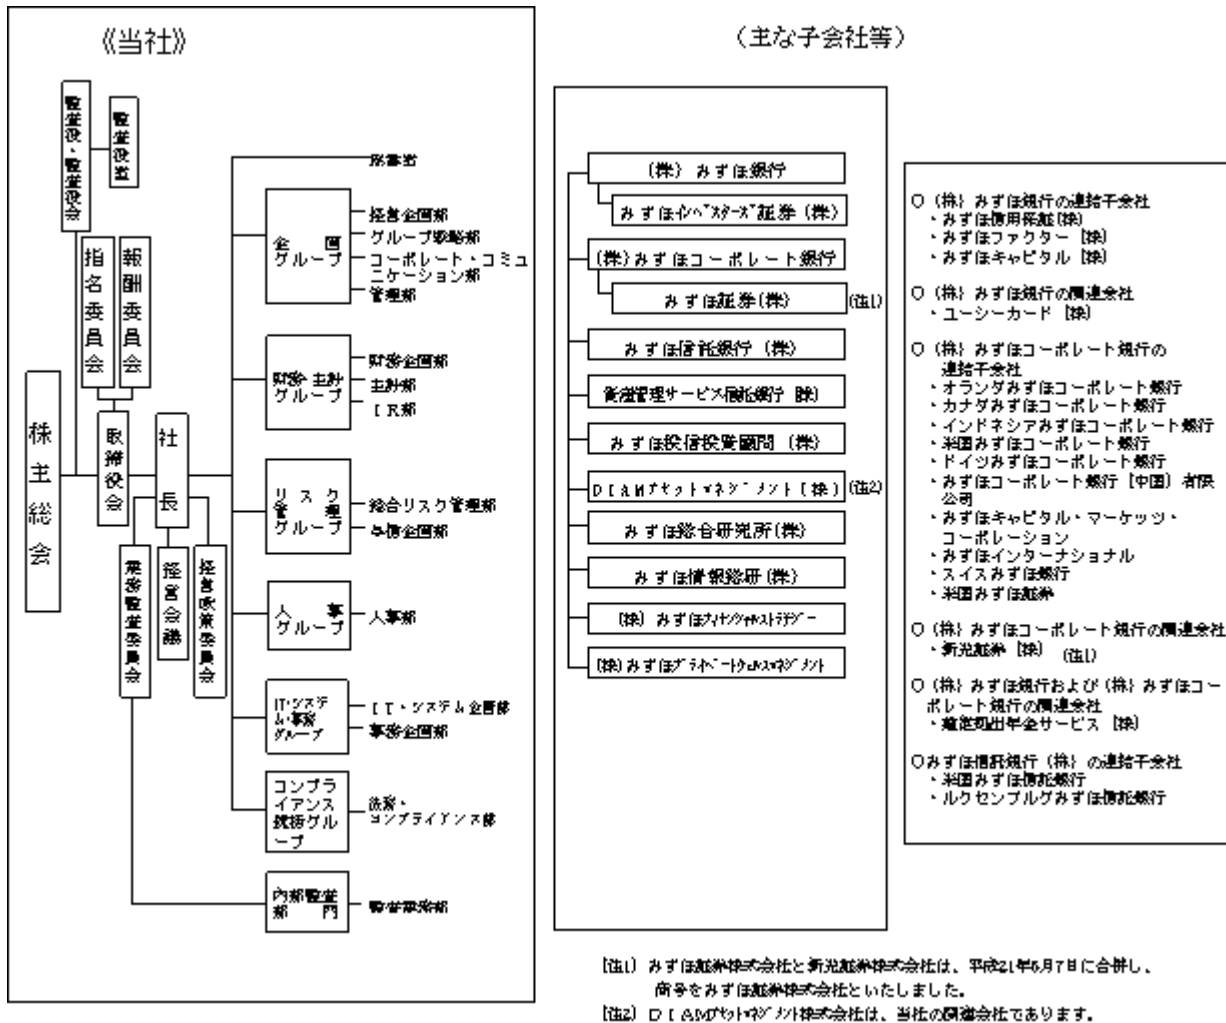 《当社》
監査役・監査役会
監査役室
指名委員会
報酬委員会
株主総会
取締役会
社長
業務監査委員会
経営会議
経営政策委員会
秘書室
企画
グループ
経営企画部
グループ戦略部
コーポレート・コミュ
ニケーション部
管理部
財務・主計
グループ
財務企画部
主計部
IR部
リスク
管理
グループ
総合リスク管理部
与信企画部
人事
グループ
人事部
IT・システ
ム・事務
グループ
IT・システム企画部
事務企画部
コンプラ
イアンス
統括グル
ープ
法務・
コンプライアンス部
内部監査
部門
監査業務部
(主な子会社等)
(株) みずほ銀行
みずほインベスターズ証券 (株)
(株) みずほコーポレート銀行
みずほ証券(株)
(注1)
みずほ信託銀行 (株)
資産管理サービス信託銀行 (株)
みずほ投信投資顧問 (株)
DIAMアセットマネジメント(株)
(注2)
みずほ総合研究所(株)
みずほ情報総研(株)
(株) みずほフィナンシャルストラテジー
(株)みずほプライベートウェルスマネジメント
○ (株) みずほ銀行の連結子会社
・みずほ信用保証(株)
・みずほファクター (株)
・みずほキャピタル (株)
○ (株) みずほ銀行の関連会社
・ユーシーカード (株)
○ (株) みずほコーポレート銀行の
連結子会社
・オランダみずほコーポレート銀行
・カナダみずほコーポレート銀行
・インドネシアみずほコーポレート銀行
・米国みずほコーポレート銀行
・ドイツみずほコーポレート銀行
・みずほコーポレート銀行 (中国) 有限
公司
・みずほキャピタル・マーケッツ・
コーポレーション
・みずほインターナショナル
・スイスみずほ銀行
・米国みずほ証券
○ (株) みずほコーポレート銀行の関連会社
・新光証券 (株) (注1)
○ (株) みずほ銀行および (株) みずほコー
ポレート銀行の関連会社
・確定拠出年金サービス (株)
○みずほ信託銀行 (株) の連結子会社
・米国みずほ信託銀行
・ルクセンブルグみずほ信託銀行
(注1) みずほ証券株式会社と新光証券株式会社は、平成21年5月7日に合併し、
商号をみずほ証券株式会社といたしました。
(注2) DIAMアセットマネジメント株式会社は、当社の関連会社であります。